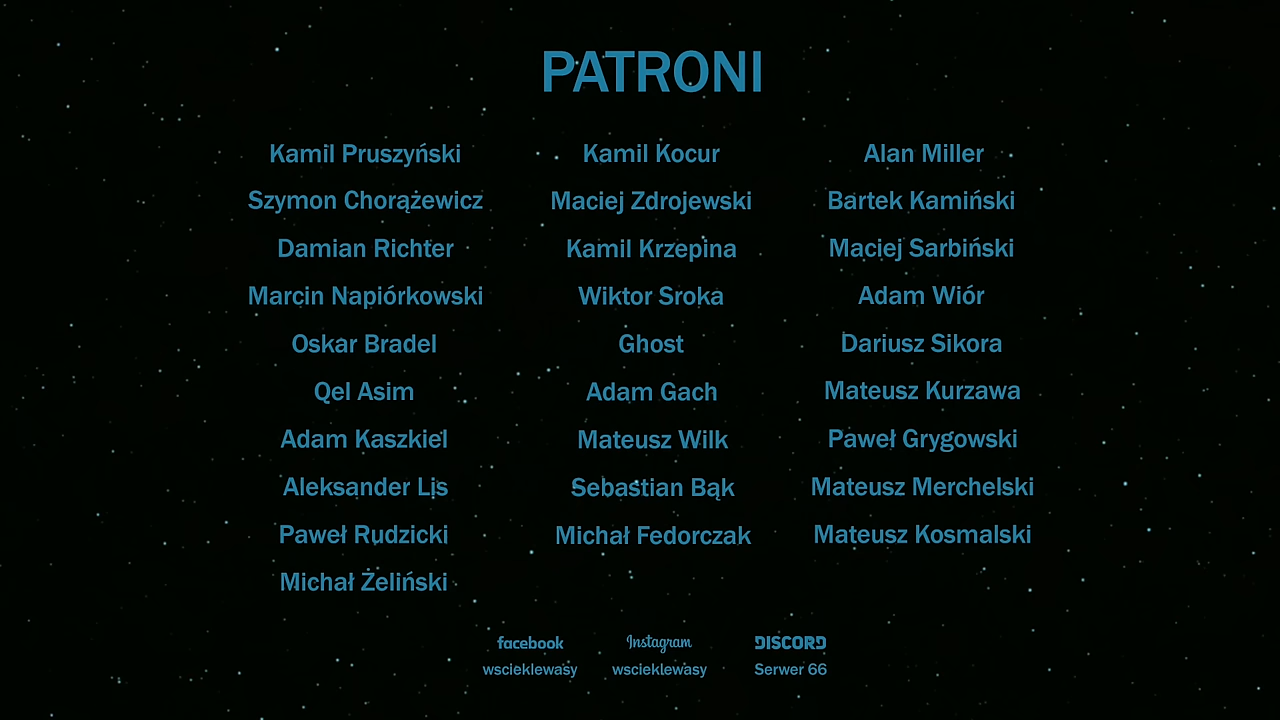 PATRONI
Kamil Pruszyński
Szymon Chorążewicz
Damian Richter
Marcin Napiórkowski
Oskar Bradel
Qel Asim
Adam Kaszkiel
Aleksander Lis
Paweł Rudzicki
Michał Żeliński
Kamil Kocur
Maciej Zdrojewski
Kamil Krzepina
Wiktor Sroka
Ghost
Adam Gach
Mateusz Wilk
Sebastian Bąk
Michał Fedorczak
Alan Miller
Bartek Kamiński
Maciej Sarbiński
Adam Wiór
Dariusz Sikora
Mateusz Kurzawa
Paweł Grygowski
Mateusz Merchelski
Mateusz Kosmalski
facebook
wscieklewasy
Instagram
wscieklewasy
DISCORD
Serwer 66